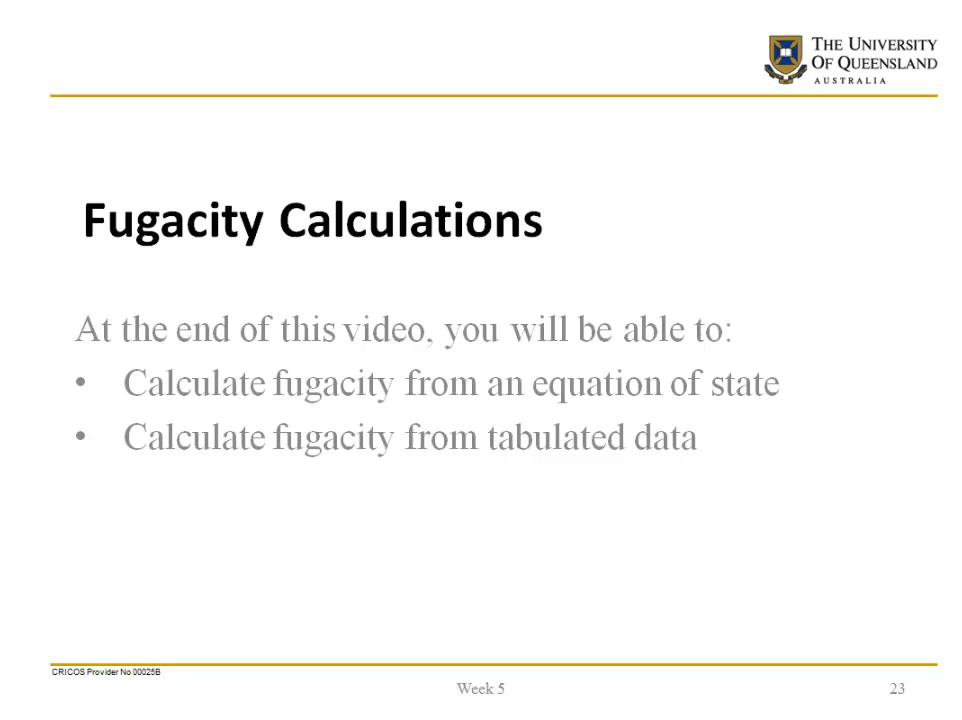 THE UNIVERSITY
OF QUEENSLAND
AUSTRALIA
Fugacity Calculations
At the end of this video, you will be able to:
• Calculate fugacity from an equation of state
• Calculate fugacity from tabulated data
CRICOS Provider No 00025B
Week 5
23